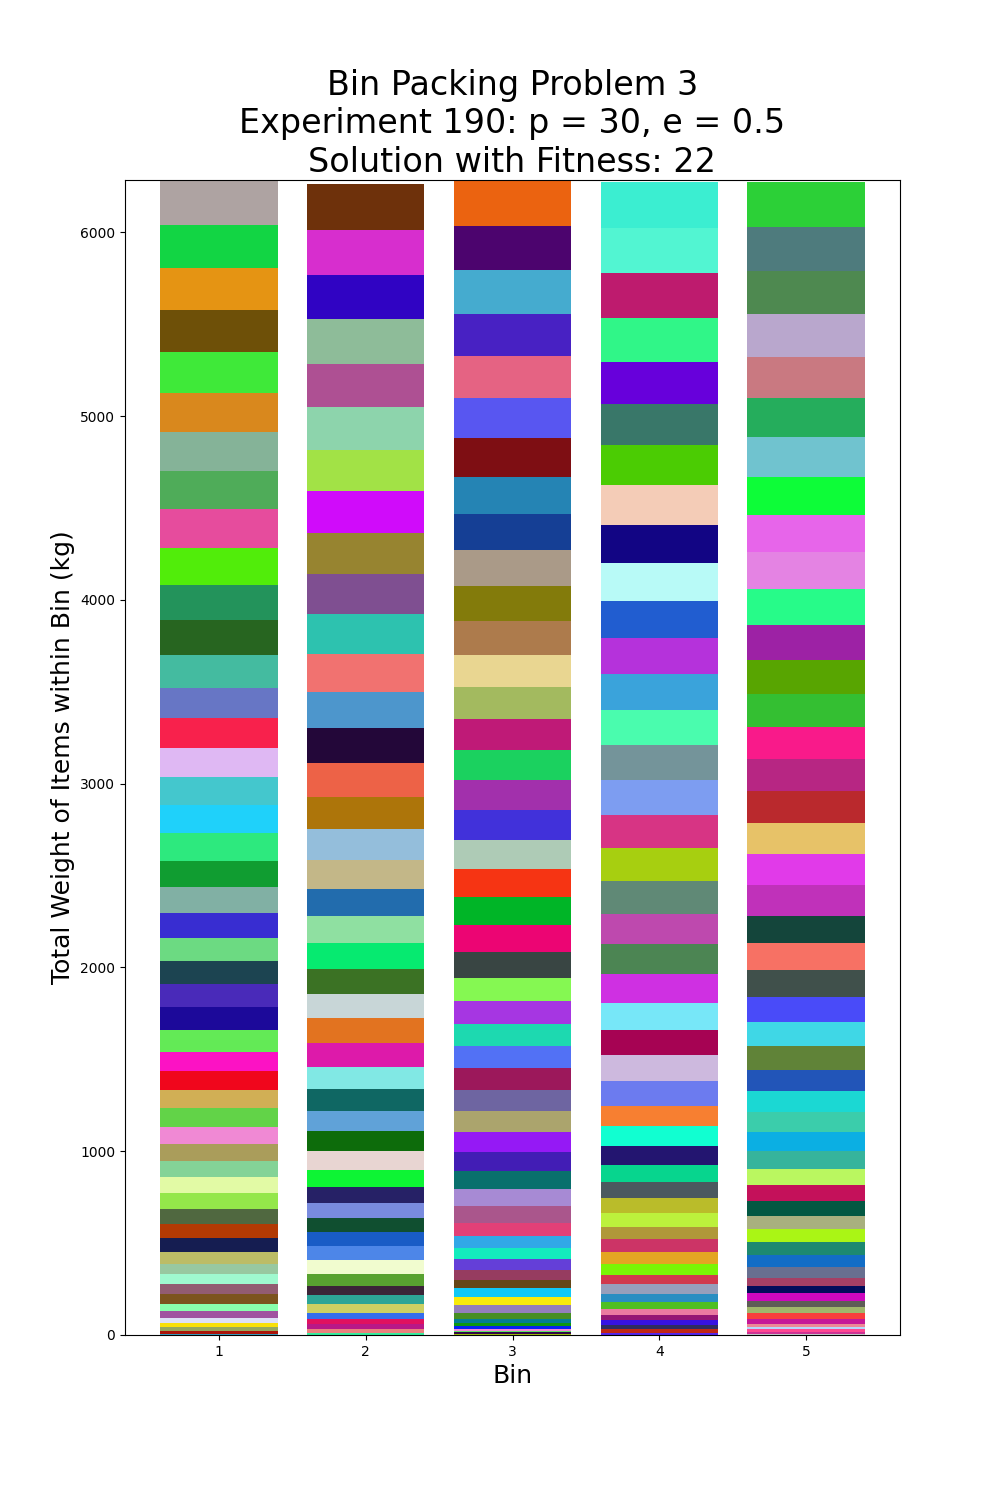 Bin Packing Problem 3
Experiment 190: p = 30, e = 0.5
Solution with Fitness: 22
Total Weight of Items within Bin (kg)
6000
5000
4000
3000
2000
1000
0
1 2 3 4 5
Bin